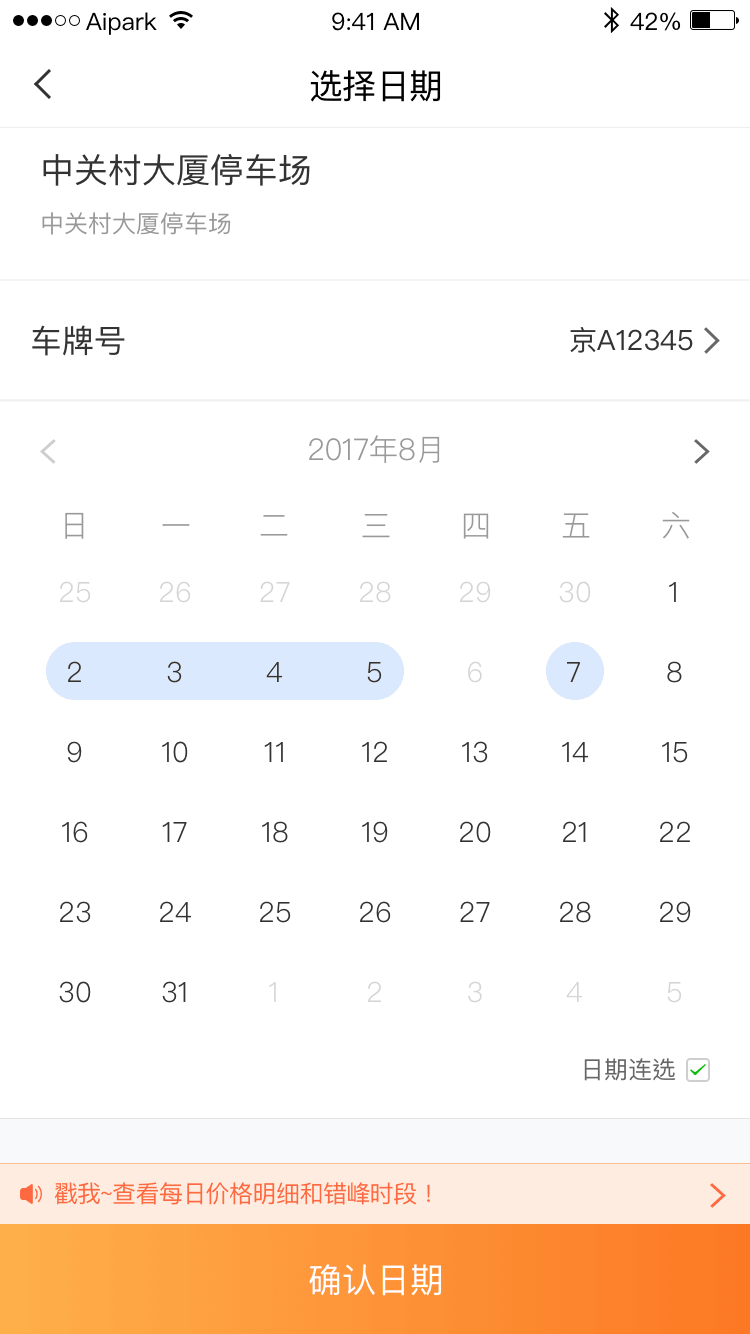 Aipark 9:41 AM 42%
选择日期
中关村大厦停车场
中关村大厦停车场
车牌号 京A12345
2017年8月
日 一 二 三 四 五 六
25 26 27 28 29 30 1
2 3 4 5 6 7 8
9 10 11 12 13 14 15
16 17 18 19 20 21 22
23 24 25 26 27 28 29
30 31 1 2 3 4 5
日期连选
戳我~查看每日价格明细和错峰时段！
确认日期